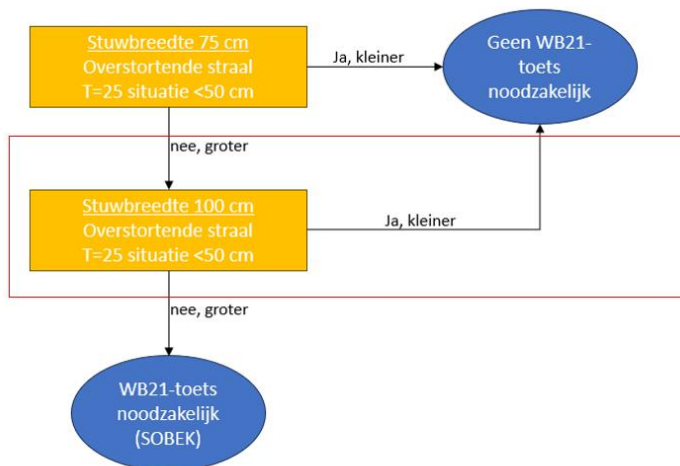 Stuwbreedte 75 cm
Overstortende straal
T=25 situatie <50 cm
Ja, kleiner
Geen WB21-
toets
noodzakelijk
nee, groter
Stuwbreedte 100 cm
Overstortende straal
T=25 situatie <50 cm
Ja, kleiner
nee, groter
WB21-toets
noodzakelijk
(SOBEK)